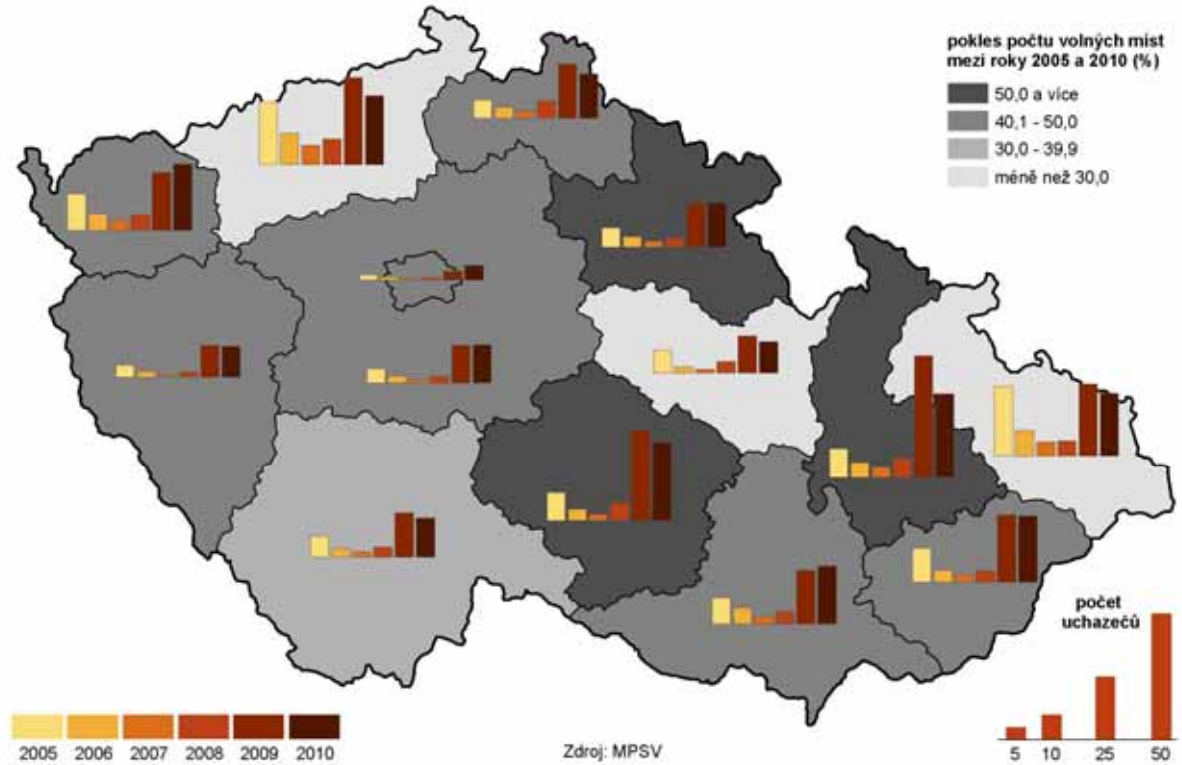 pokles počtu volných míst
mezi roky 2005 a 2010 (%)
50,0 a více
40,1 - 50,0
30,0 - 39,9
méně než 30,0
počet
uchazečů
5 10 25 50
2005 2006 2007 2008 2009 2010
Zdroj: MPSV